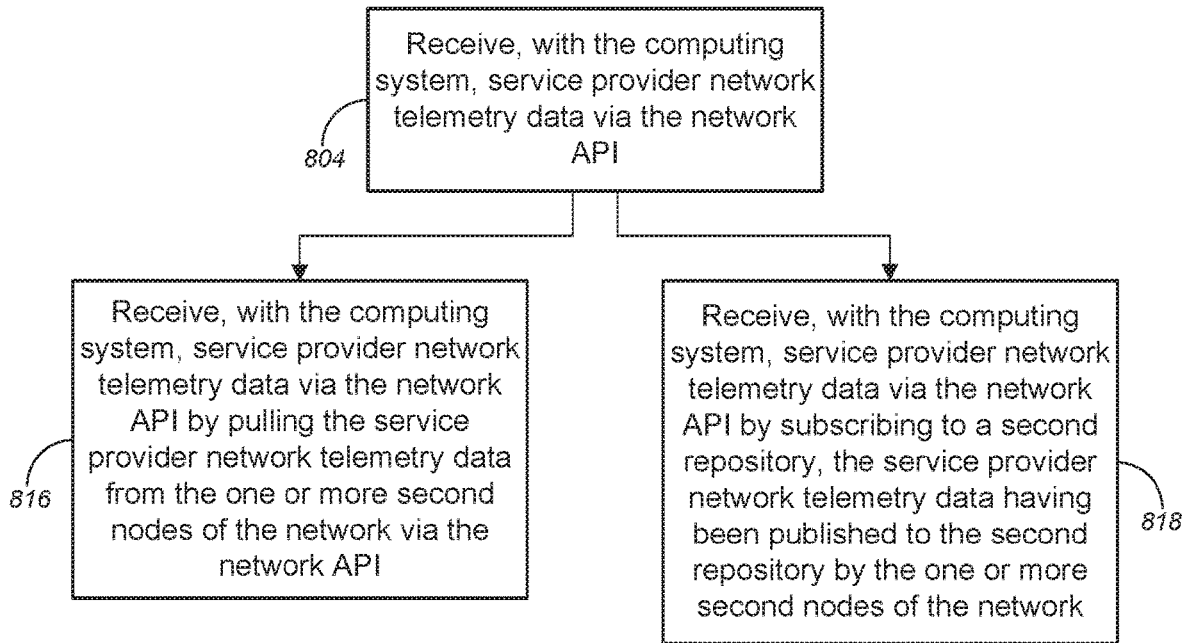 Receive, with the computing
system, service provider network
telemetry data via the network
API
804
Receive, with the computing
system, service provider network
telemetry data via the network
API by pulling the service
provider network telemetry data
from the one or more second
nodes of the network via the
network API
816
Receive, with the computing
system, service provider network
telemetry data via the network
API by subscribing to a second
repository, the service provider
network telemetry data having
been published to the second
repository by the one or more
second nodes of the network
818